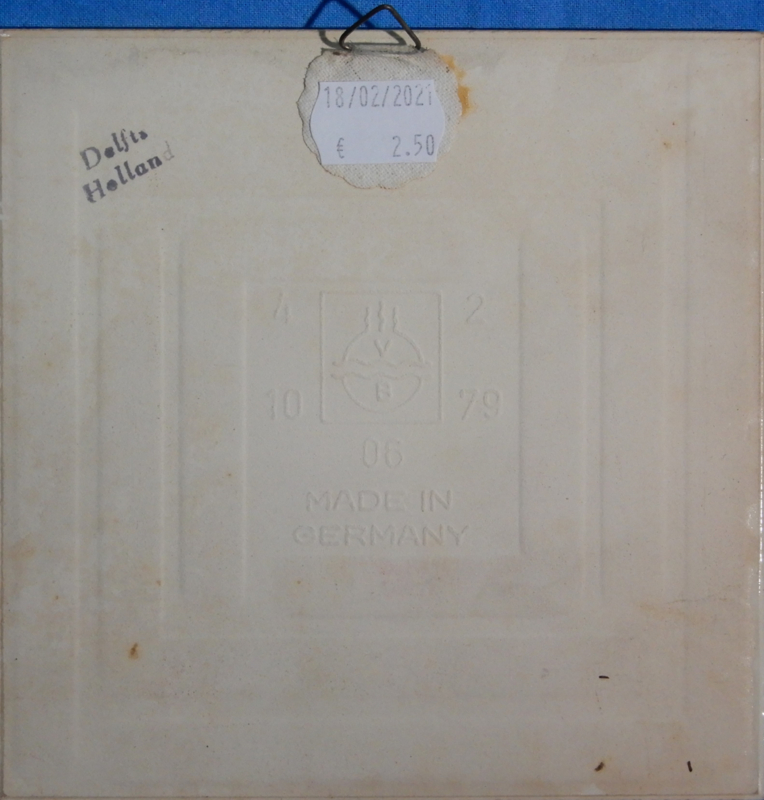 18/02/2021
€ 2.50
Delfts
Holland
4 2
V
B
10 79
06
MADE IN
GERMANY